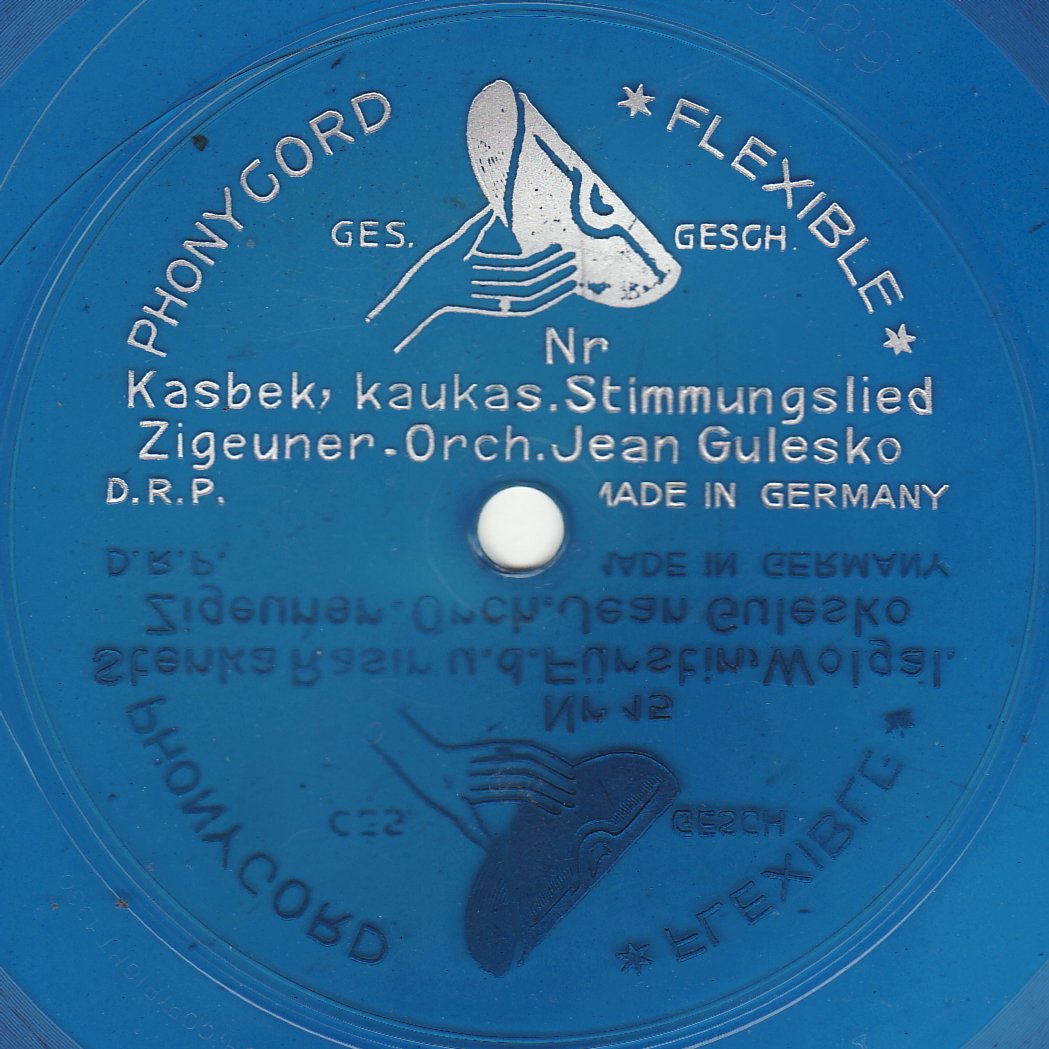 PHONYCORD
* FLEXIBLE *
GES. GESCH.
Nr
Kasbek, kaukas. Stimmungslied
Zigeuner-Orch. Jean Gulesko
D.R.P. MADE IN GERMANY
D.R.P. MADE IN GERMANY
Zigeuner-Orch. Jean Gulesko
Stenka Rasin u.d. Fürstin, Wolgal.
Nr 15
GES. GESCH
PHONYCORD
* FLEXIBLE *
COPYRIGHT